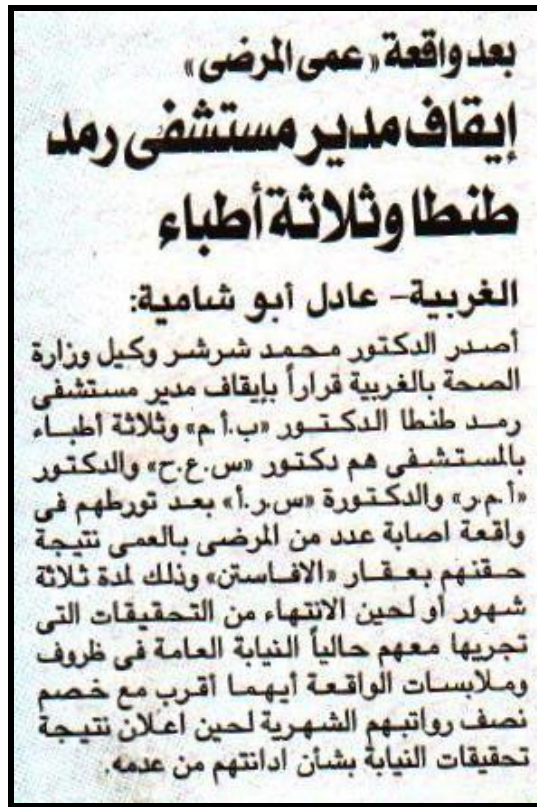 بعد واقعة «عمى المرضى»
إيقاف مدير مستشفى رمد
طنطا وثلاثة أطباء
الغربية- عادل أبو شامية:
أصدر الدكتور محمد شرشر وكيل وزارة
الصحة بالغربية قراراً بإيقاف مدير مستشفى
رمد طنطا الدكتور «ب.أ.م» وثلاثة أطباء
بالمستشفى هم دكتور «س.ع.ح» والدكتور
«أ.م.ر» والدكتورة «س.ر.أ» بعد تورطهم فى
واقعة اصابة عدد من المرضى بالعمى نتيجة
حقنهم بعقار «الافاستن» وذلك لمدة ثلاثة
شهور أو لحين الانتهاء من التحقيقات التى
تجريها معهم حالياً النيابة العامة فى ظروف
وملابسات الواقعة أيهما أقرب مع خصم
نصف رواتبهم الشهرية لحين اعلان نتيجة
تحقيقات النيابة بشأن ادانتهم من عدمه.